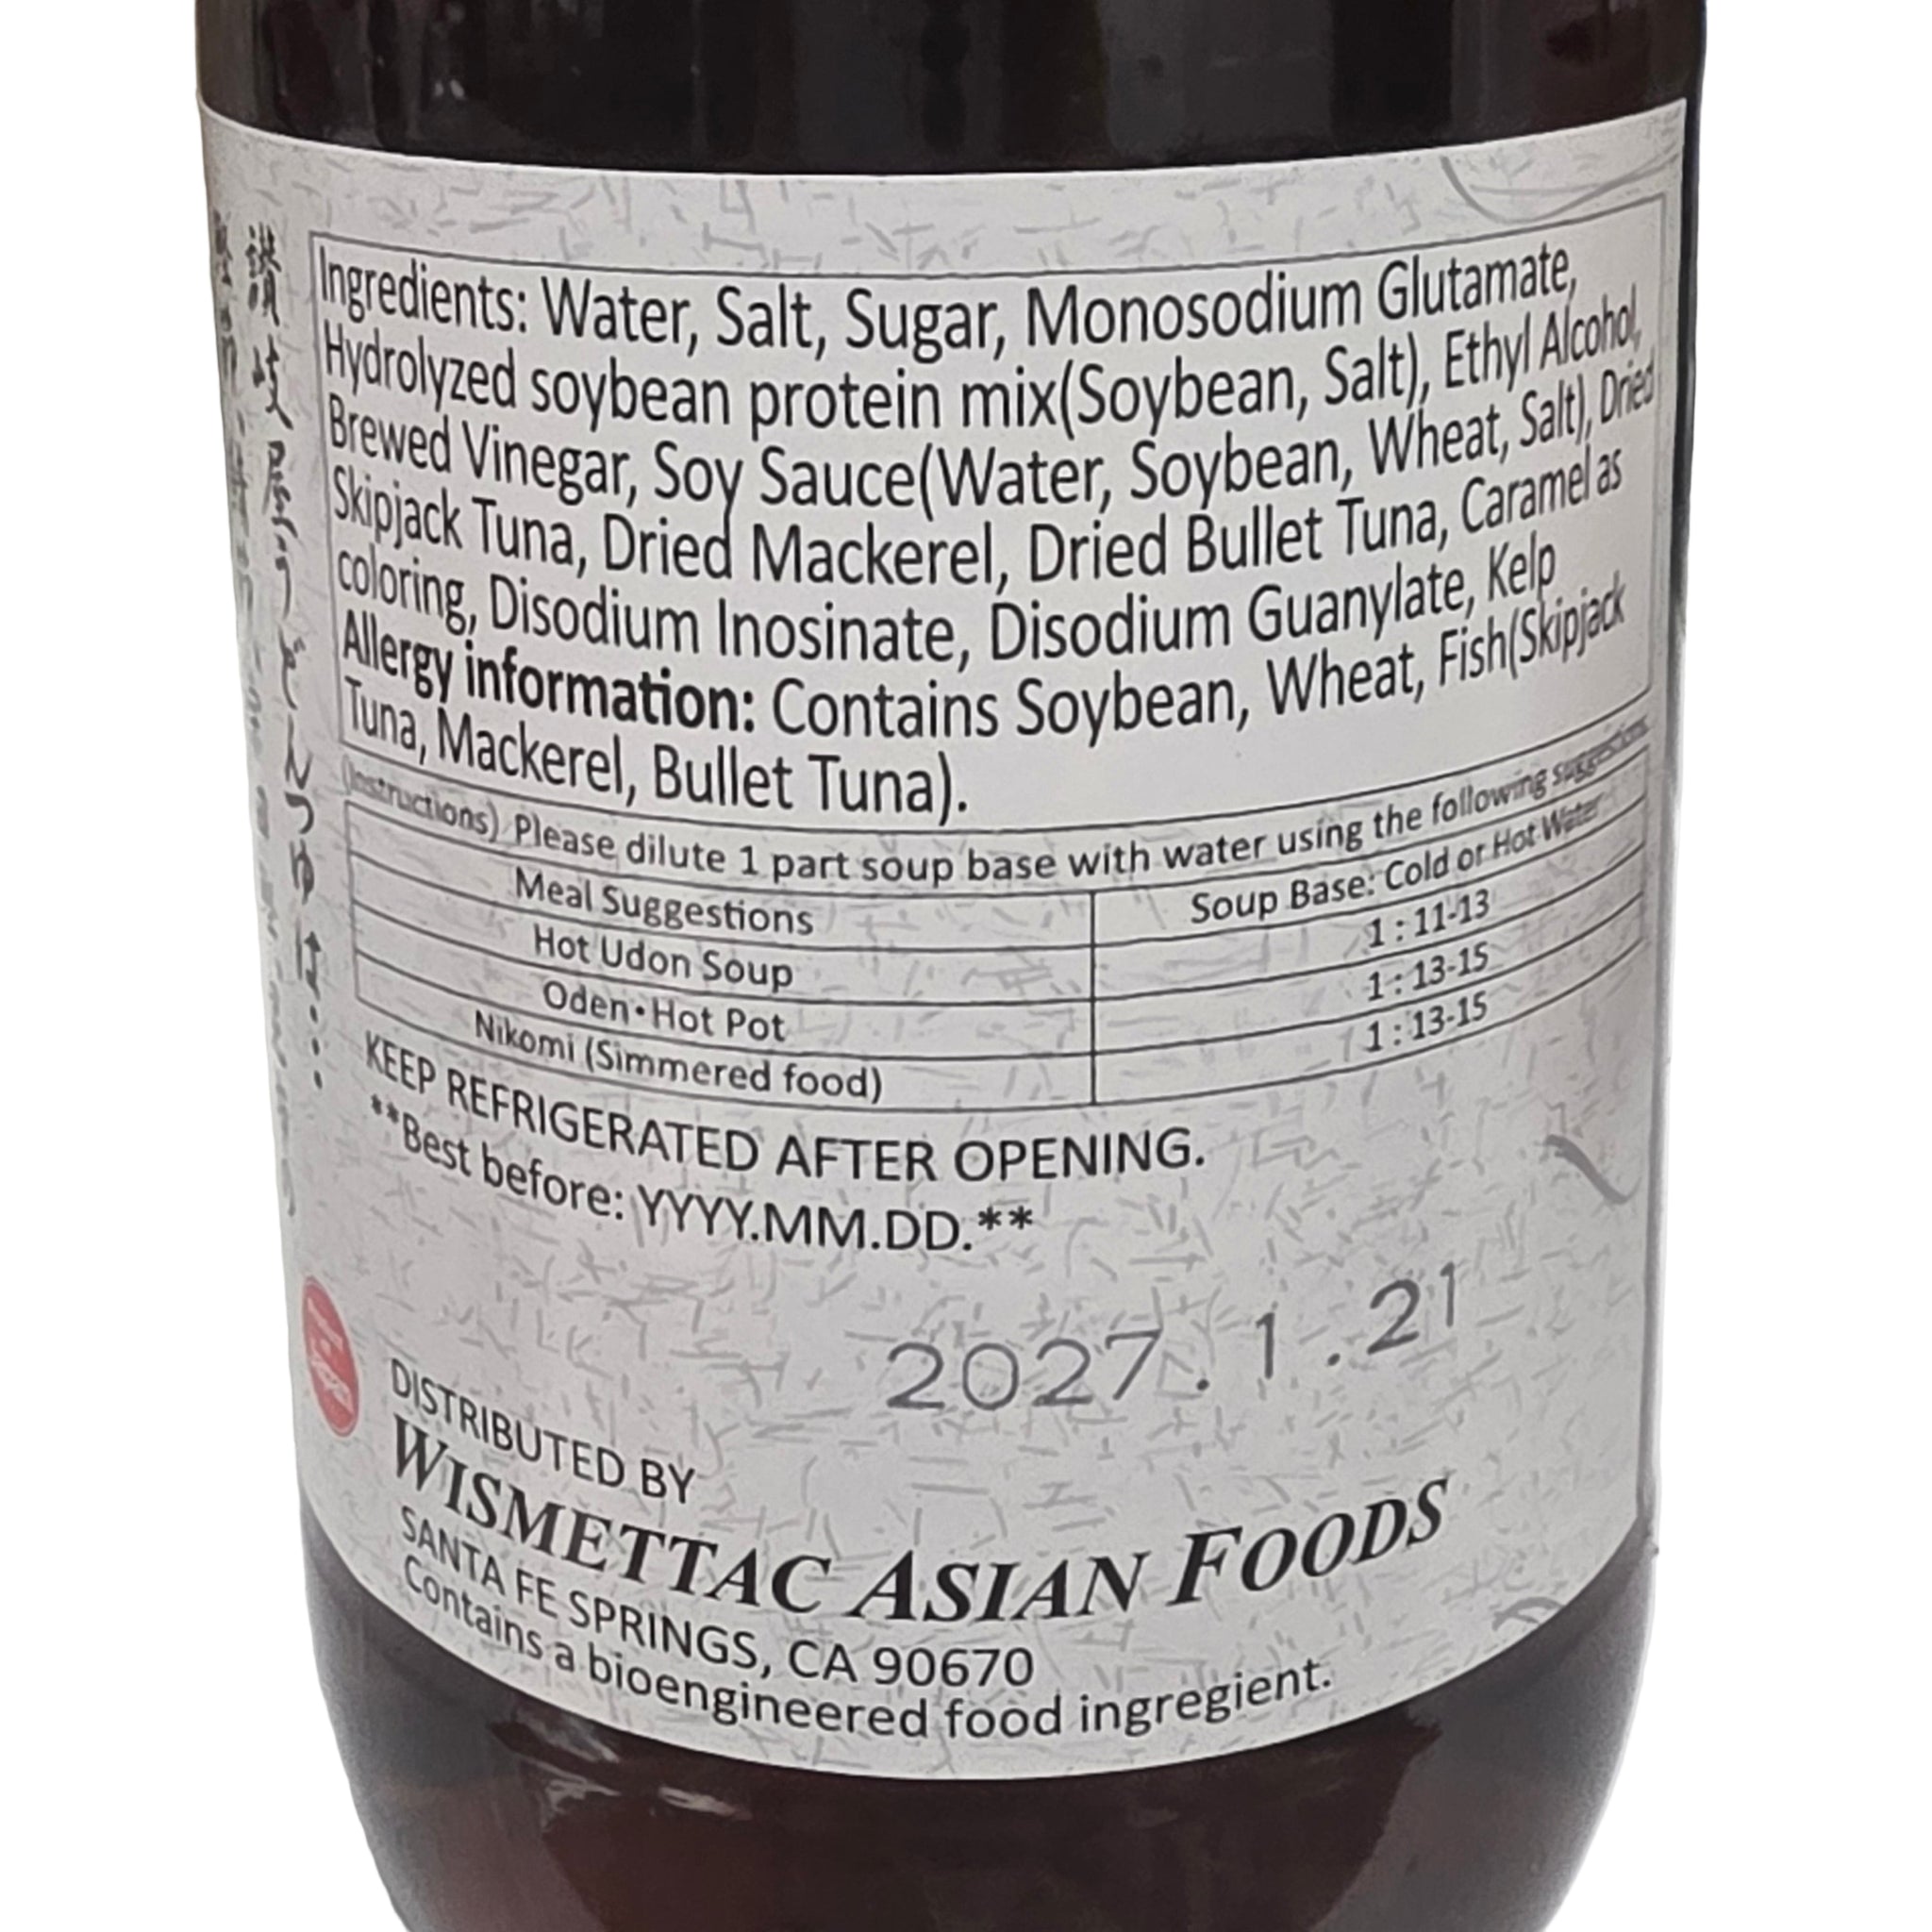 讃岐屋のうどんつゆは・・・
Ingredients: Water, Salt, Sugar, Monosodium Glutamate,
Hydrolyzed soybean protein mix(Soybean, Salt), Ethyl Alcohol,
Brewed Vinegar, Soy Sauce(Water, Soybean, Wheat, Salt), Dried
Skipjack Tuna, Dried Mackerel, Dried Bullet Tuna, Caramel as
coloring, Disodium Inosinate, Disodium Guanylate, Kelp
Allergy information: Contains Soybean, Wheat, Fish(Skipjack
Tuna, Mackerel, Bullet Tuna).
(Instructions) Please dilute 1 part soup base with water using the following suggestions.
Meal Suggestions Soup Base: Cold or Hot Water
Hot Udon Soup 1 : 11-13
Oden•Hot Pot 1 : 13-15
Nikomi (Simmered food) 1 : 13-15
KEEP REFRIGERATED AFTER OPENING.
**Best before: YYYY.MM.DD.**
2027. 1 .21
DISTRIBUTED BY
WISMETTAC ASIAN FOODS
SANTA FE SPRINGS, CA 90670
Contains a bioengineered food ingregient.